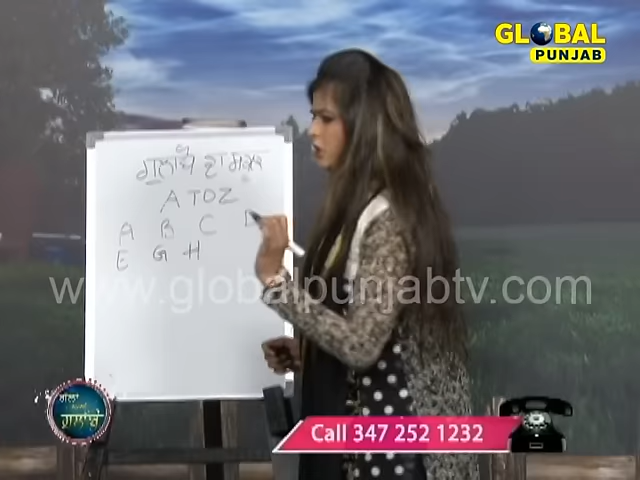 GLOBAL
PUNJAB
A TO Z
A B C D
E G H
www.globalpunjabtv.com
Call 347 252 1232